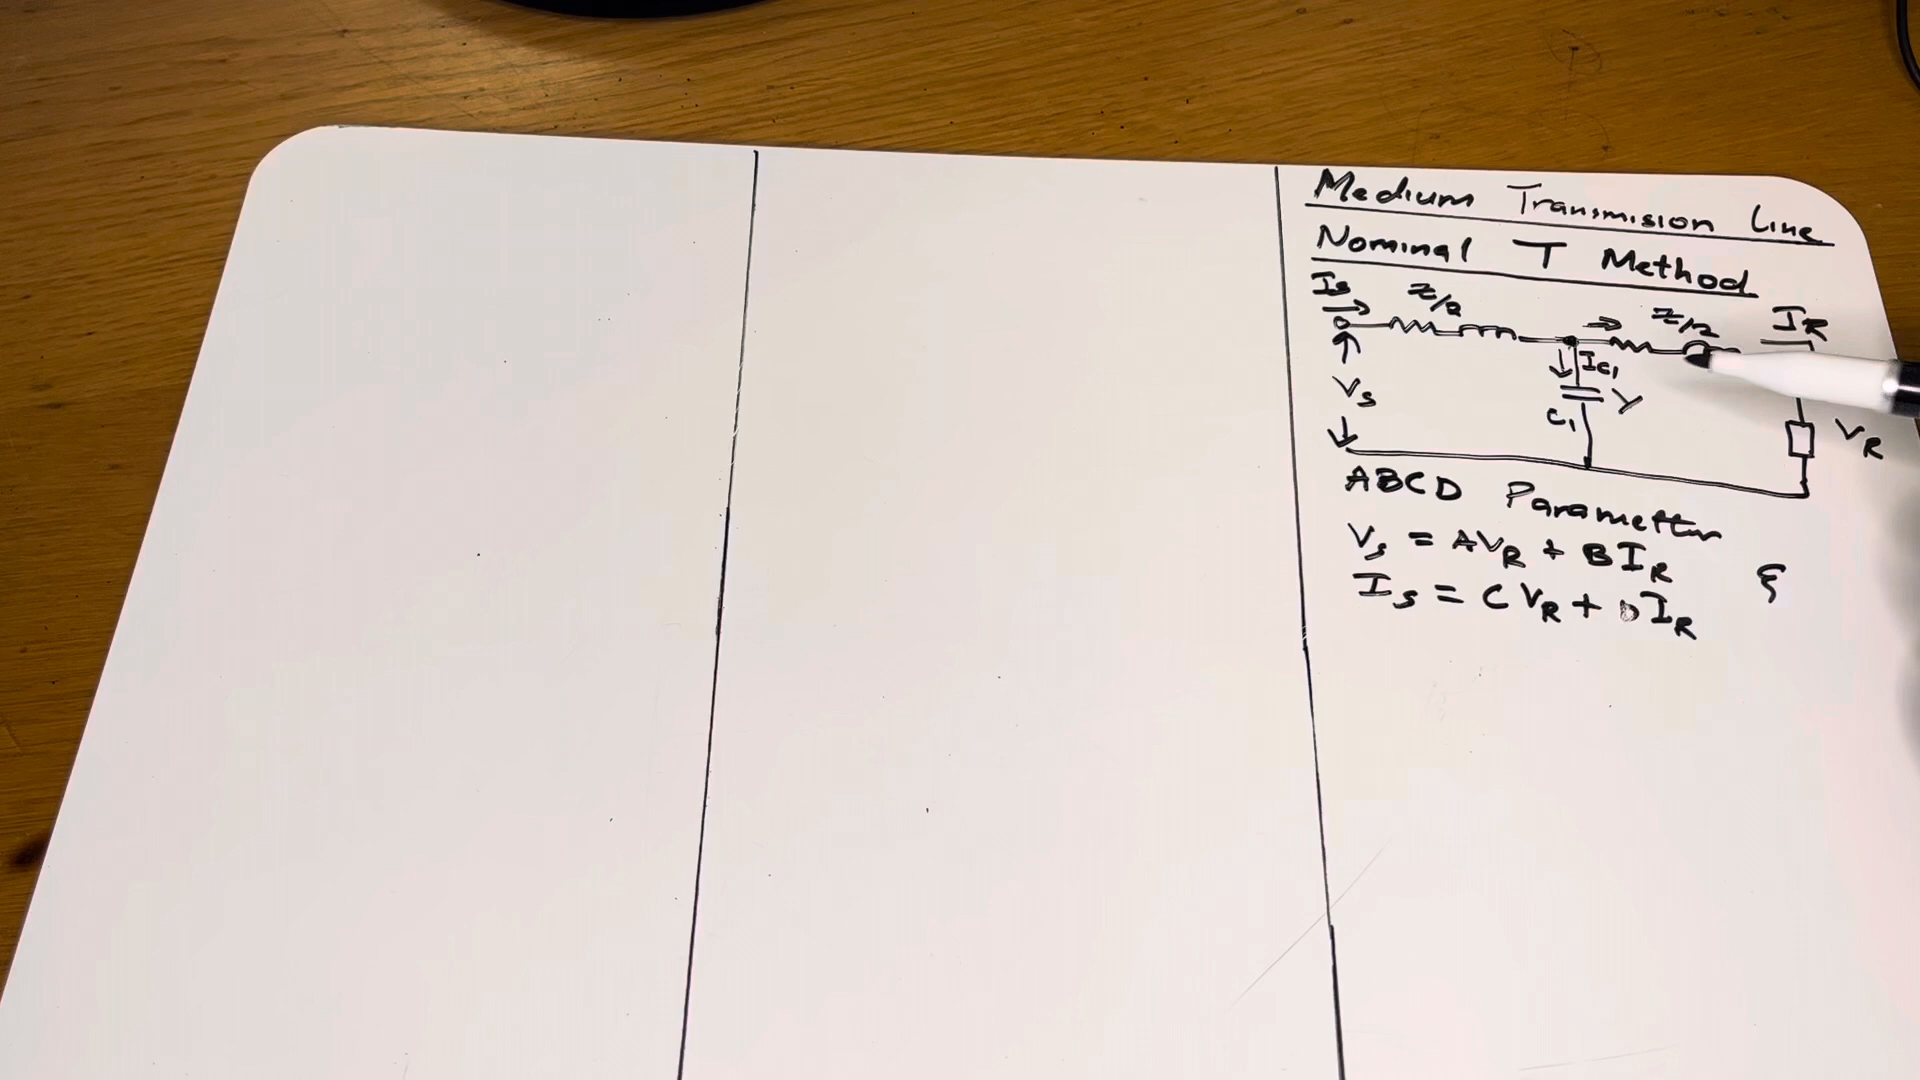 Medium Transmision Line
Nominal T Method
Is Z/2 Z/2 IR
Ic1
Vs C1 Y VR
ABCD Parametter
Vs = AVR + BIR
Is = CVR + DIR